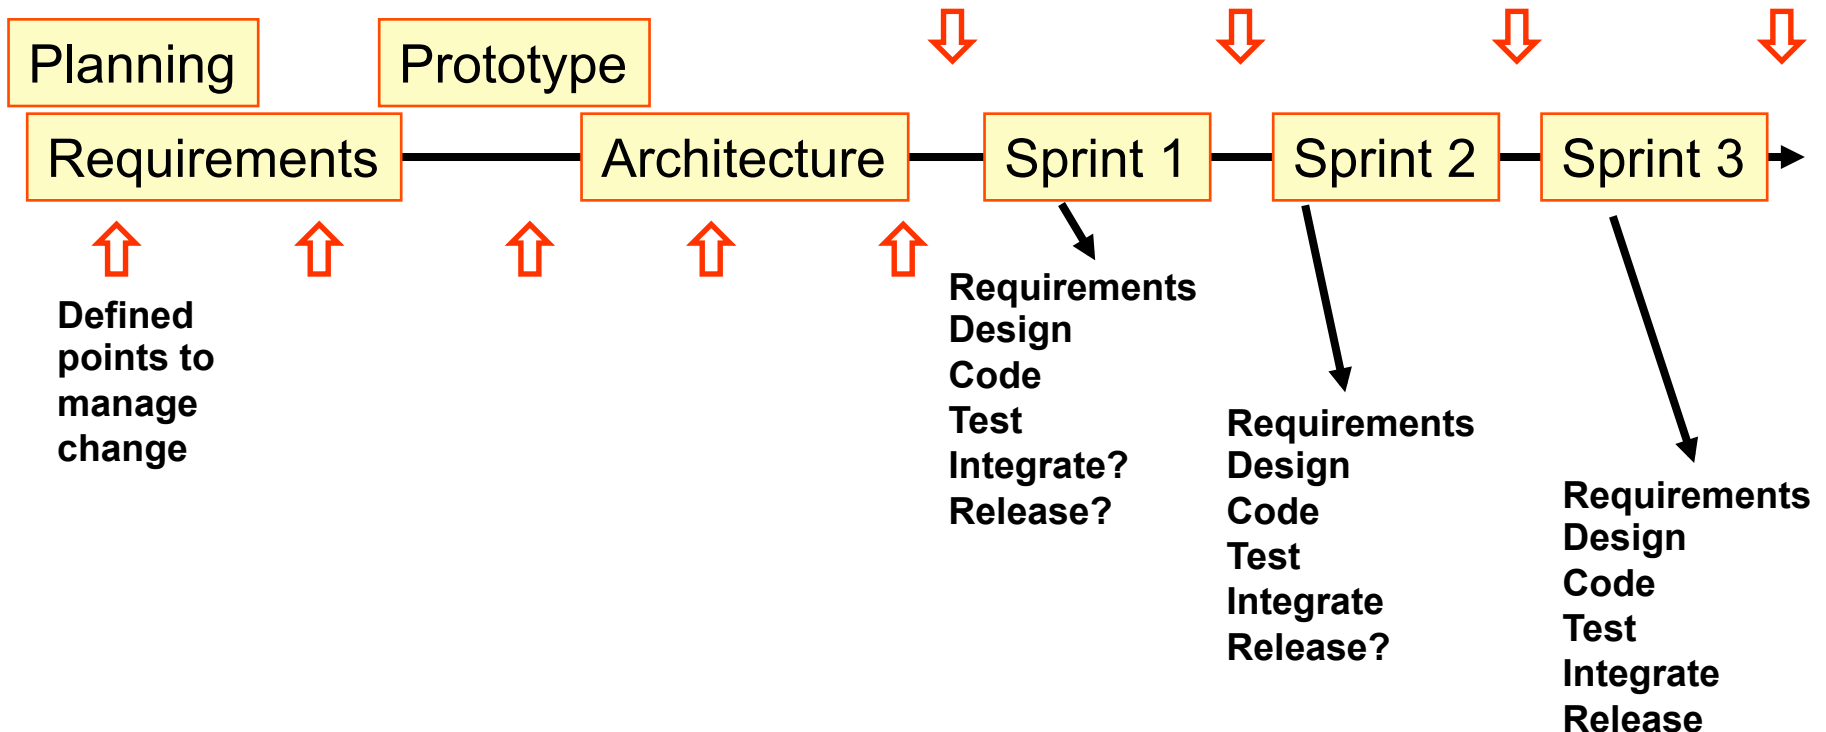 Planning
Prototype
Requirements
Architecture
Sprint 1
Sprint 2
Sprint 3
Defined
points to
manage
change
Requirements
Design
Code
Test
Integrate?
Release?
Requirements
Design
Code
Test
Integrate
Release?
Requirements
Design
Code
Test
Integrate
Release